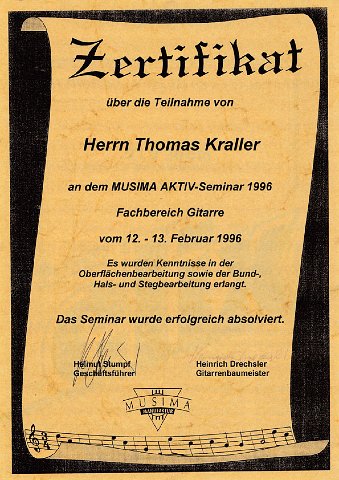 Zertifikat
über die Teilnahme von
Herrn Thomas Kraller
an dem MUSIMA AKTIV-Seminar 1996
Fachbereich Gitarre
vom 12. - 13. Februar 1996
Es wurden Kenntnisse in der
Oberflächenbearbeitung sowie der Bund-,
Hals- und Stegbearbeitung erlangt.
Das Seminar wurde erfolgreich absolviert.
Helmut Stumpf
Geschäftsführer
Heinrich Drechsler
Gitarrenbaumeister
MUSIMA
MANUFAKTUR